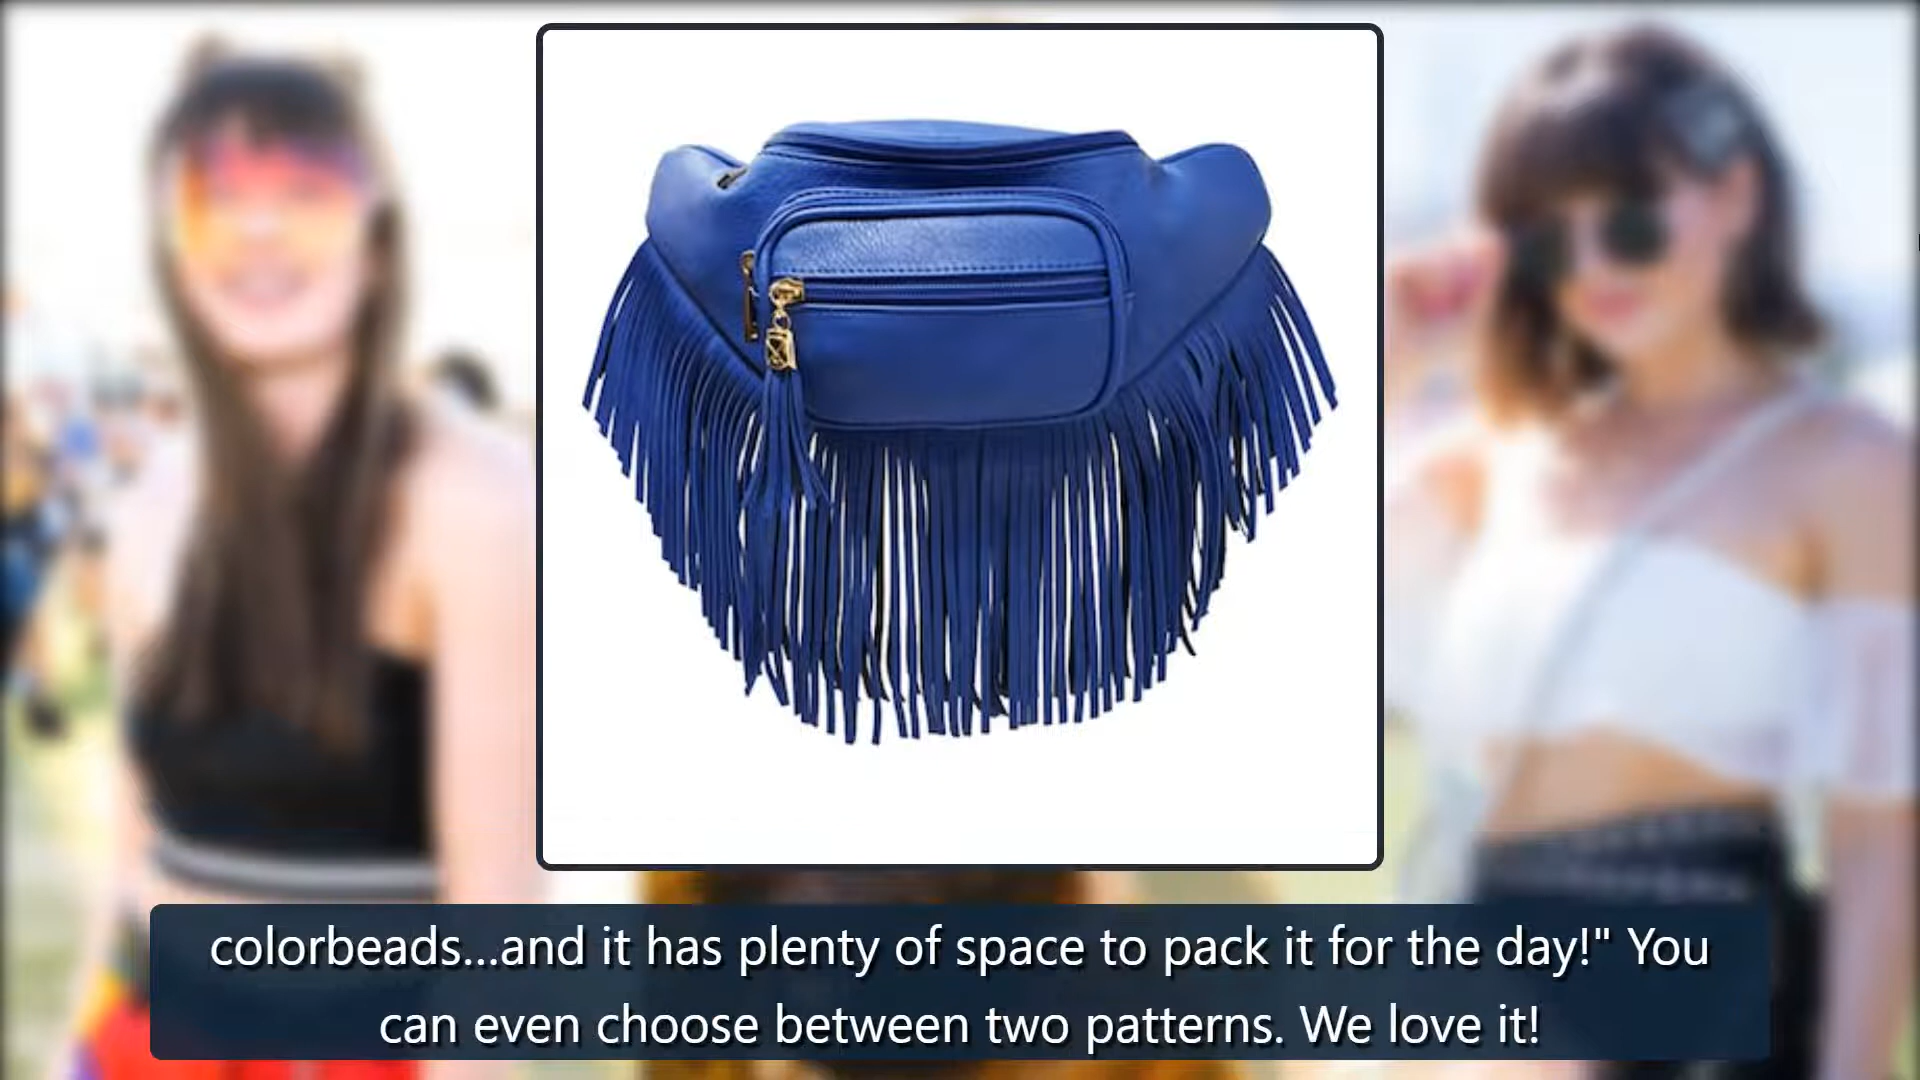 colorbeads...and it has plenty of space to pack it for the day!" You
can even choose between two patterns. We love it!